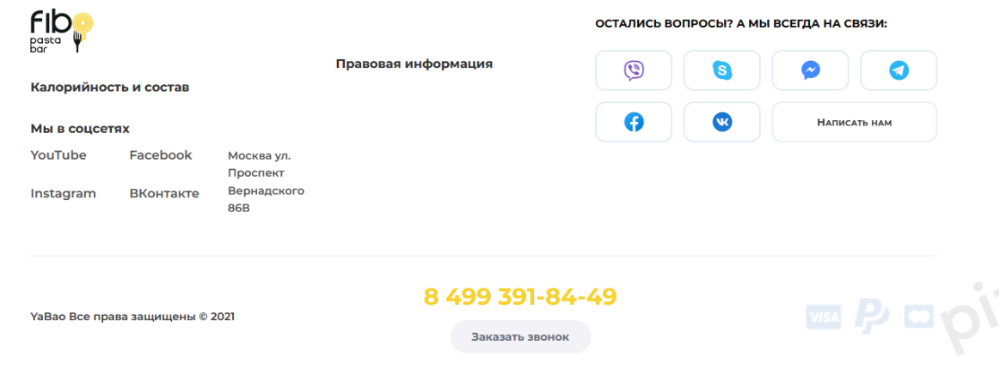 fibo
pasta
bar
Калорийность и состав
Мы в соцсетях
YouTube
Facebook
Instagram
ВКонтакте
Москва ул.
Проспект
Вернадского
86В
Правовая информация
ОСТАЛИСЬ ВОПРОСЫ? А МЫ ВСЕГДА НА СВЯЗИ:
Написать нам
YaBao Все права защищены © 2021
8 499 391-84-49
Заказать звонок
VISA
pi